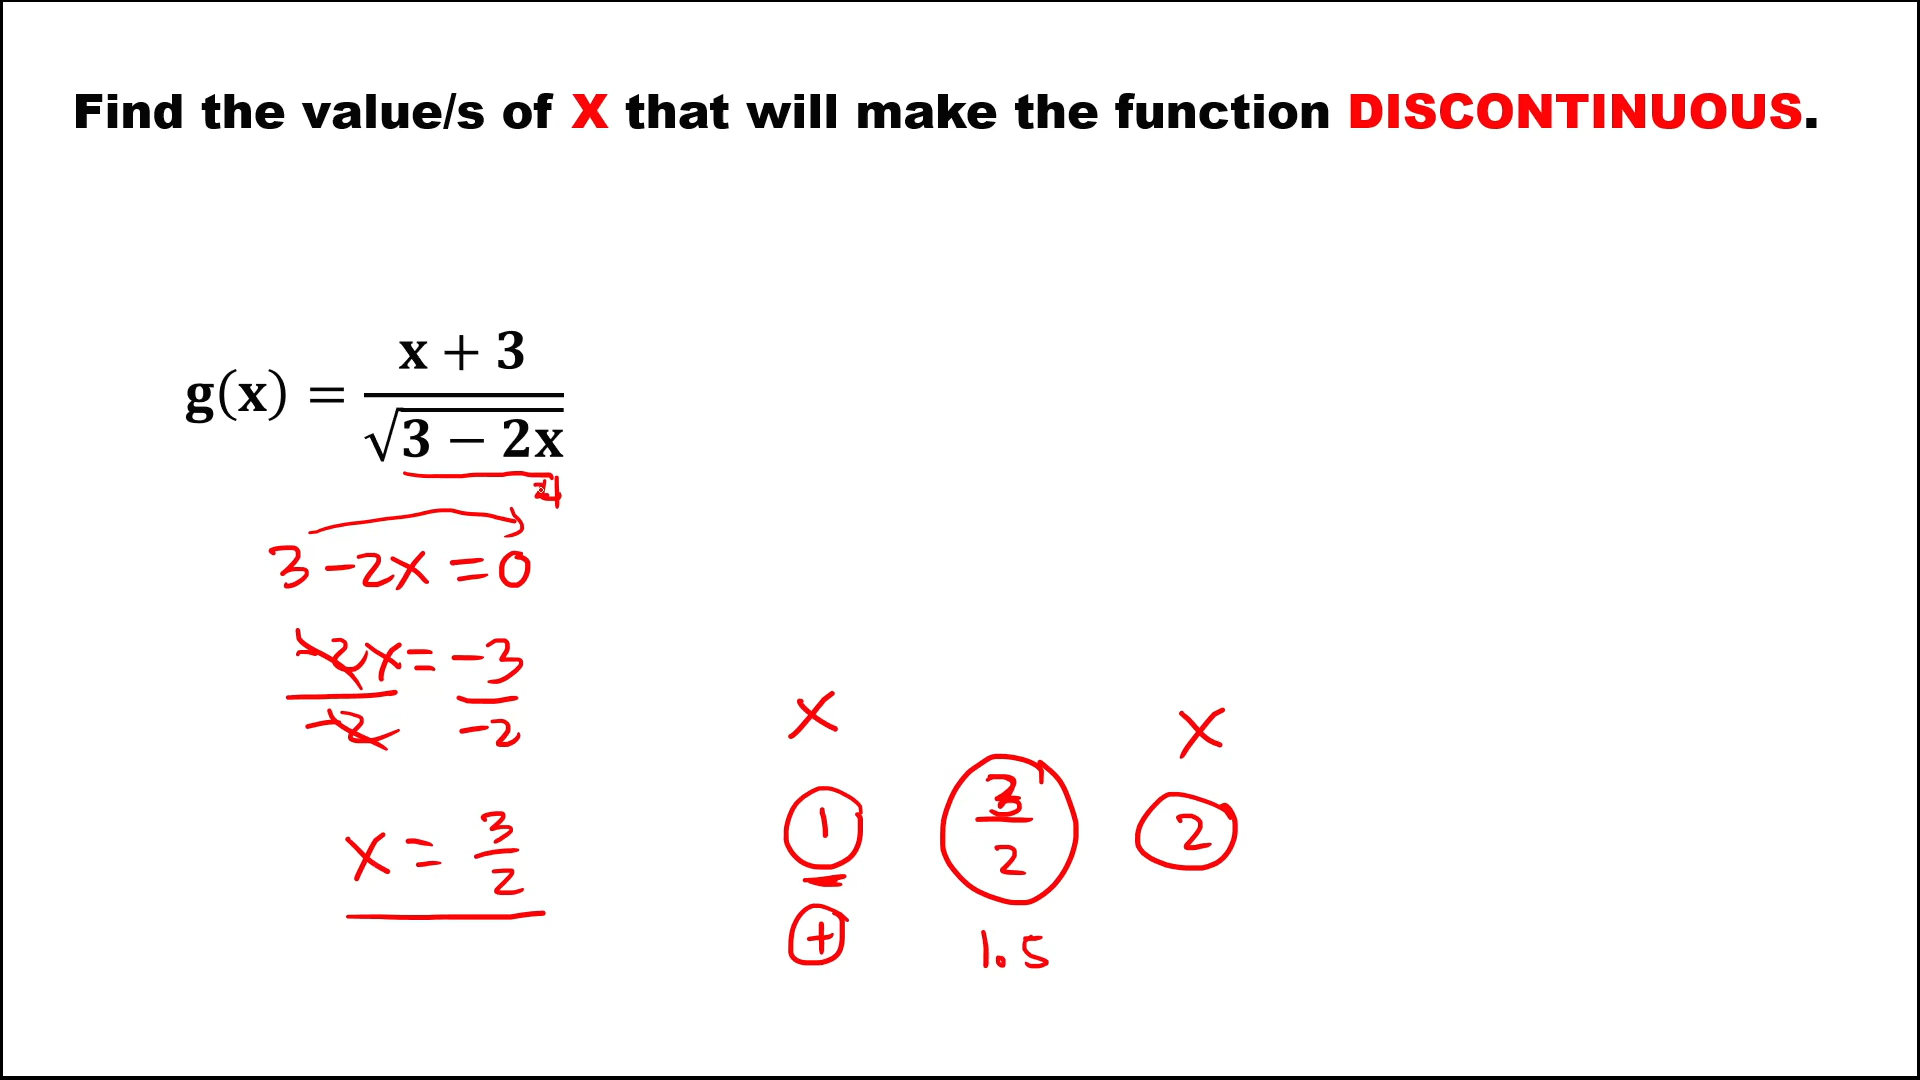 Find the value/s of X that will make the function DISCONTINUOUS.
g(x) = x + 3 / √3 − 2x
3 − 2x = 0
−2x = −3
−2 −2
x = 3/2
x x
1 3/2 2
+ 1.5